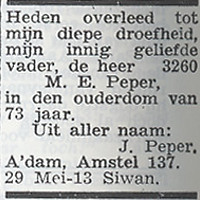 Heden overleed tot
mijn diepe droefheid,
mijn innig geliefde
vader, de heer 3260
M. E. Peper,
in den ouderdom van
73 jaar.
Uit aller naam:
J. Peper.
A'dam, Amstel 137.
29 Mei-13 Siwan.